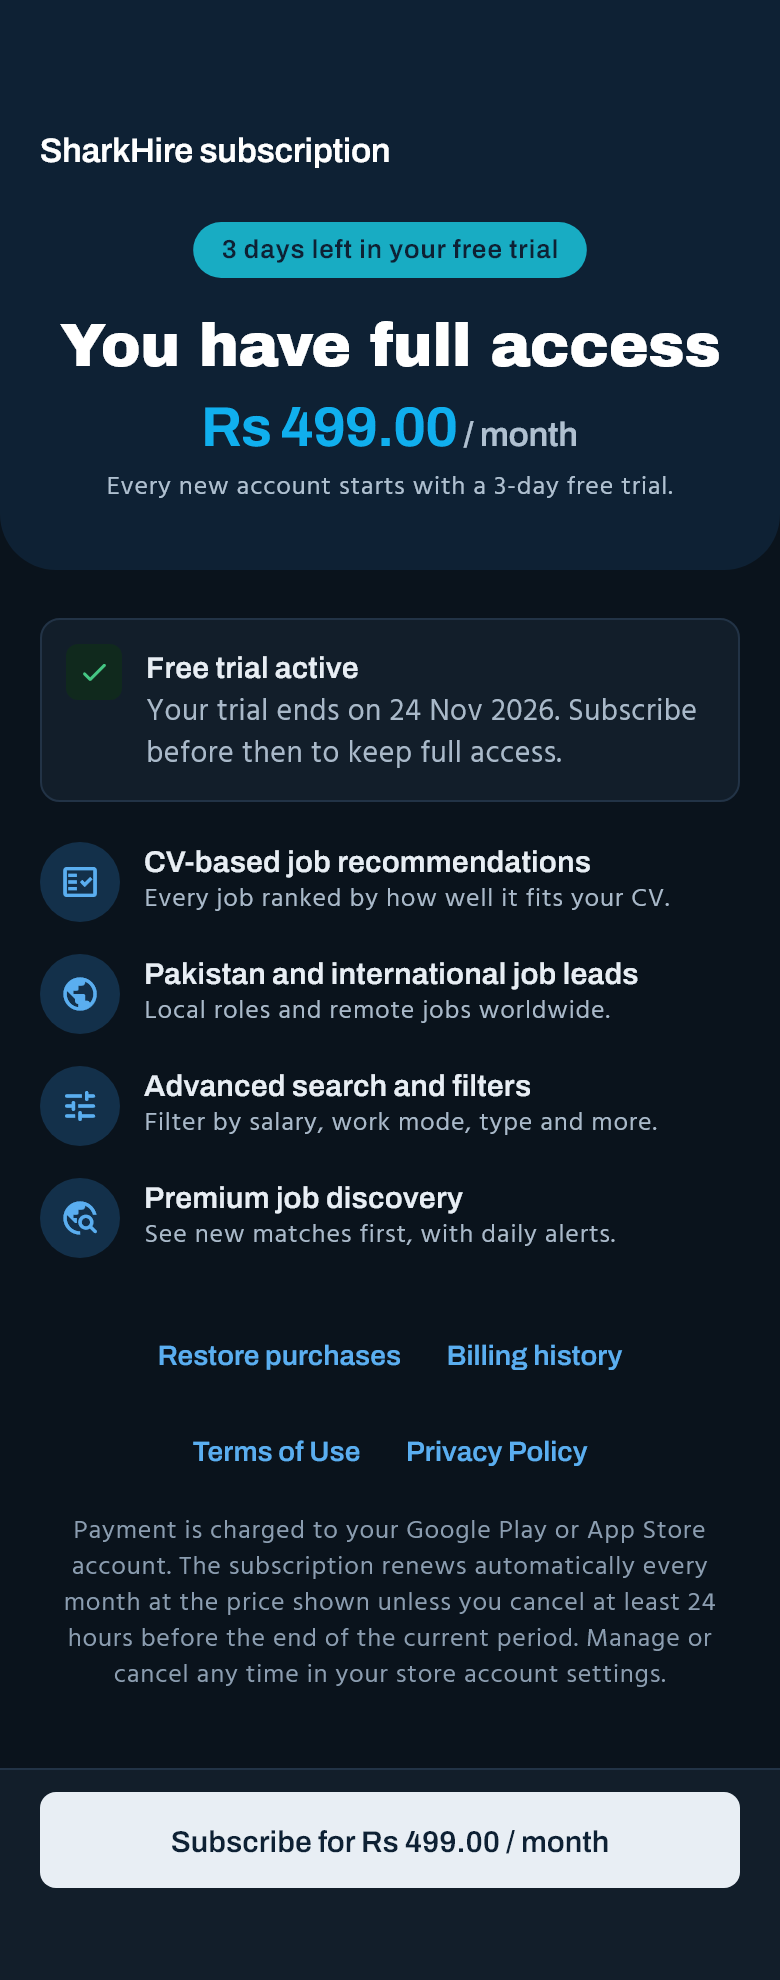 SharkHire subscription
3 days left in your free trial
You have full access
Rs 499.00 / month
Every new account starts with a 3-day free trial.
Free trial active
Your trial ends on 24 Nov 2026. Subscribe
before then to keep full access.
CV-based job recommendations
Every job ranked by how well it fits your CV.
Pakistan and international job leads
Local roles and remote jobs worldwide.
Advanced search and filters
Filter by salary, work mode, type and more.
Premium job discovery
See new matches first, with daily alerts.
Restore purchases Billing history
Terms of Use Privacy Policy
Payment is charged to your Google Play or App Store
account. The subscription renews automatically every
month at the price shown unless you cancel at least 24
hours before the end of the current period. Manage or
cancel any time in your store account settings.
Subscribe for Rs 499.00 / month